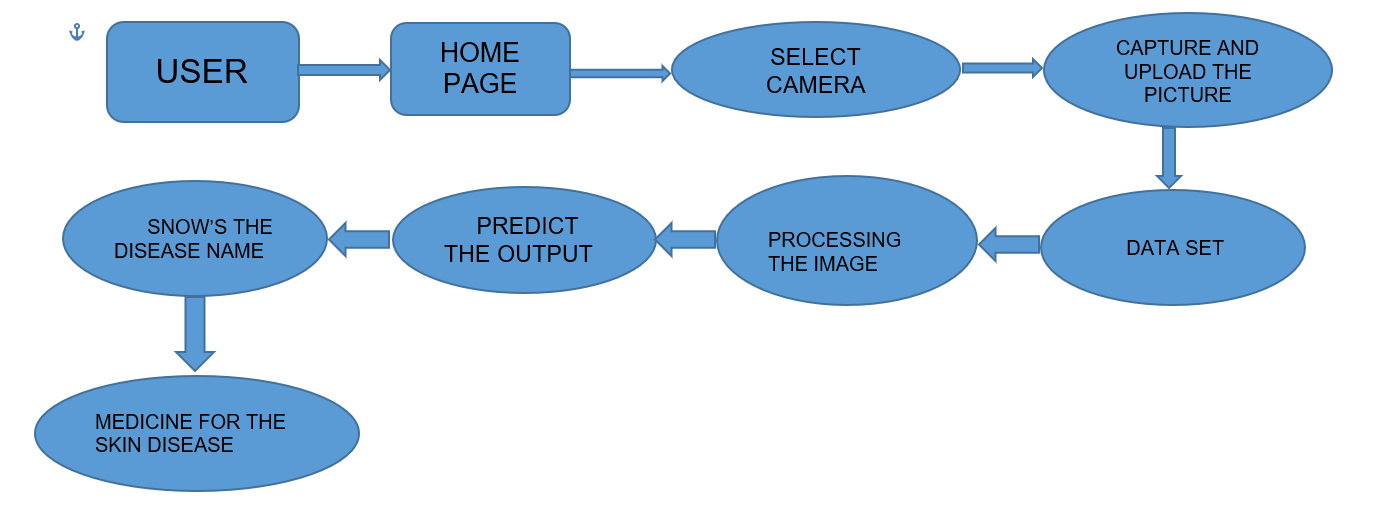 USER
HOME
PAGE
SELECT
CAMERA
CAPTURE AND
UPLOAD THE
PICTURE
SNOW’S THE
DISEASE NAME
PREDICT
THE OUTPUT
PROCESSING
THE IMAGE
DATA SET
MEDICINE FOR THE
SKIN DISEASE